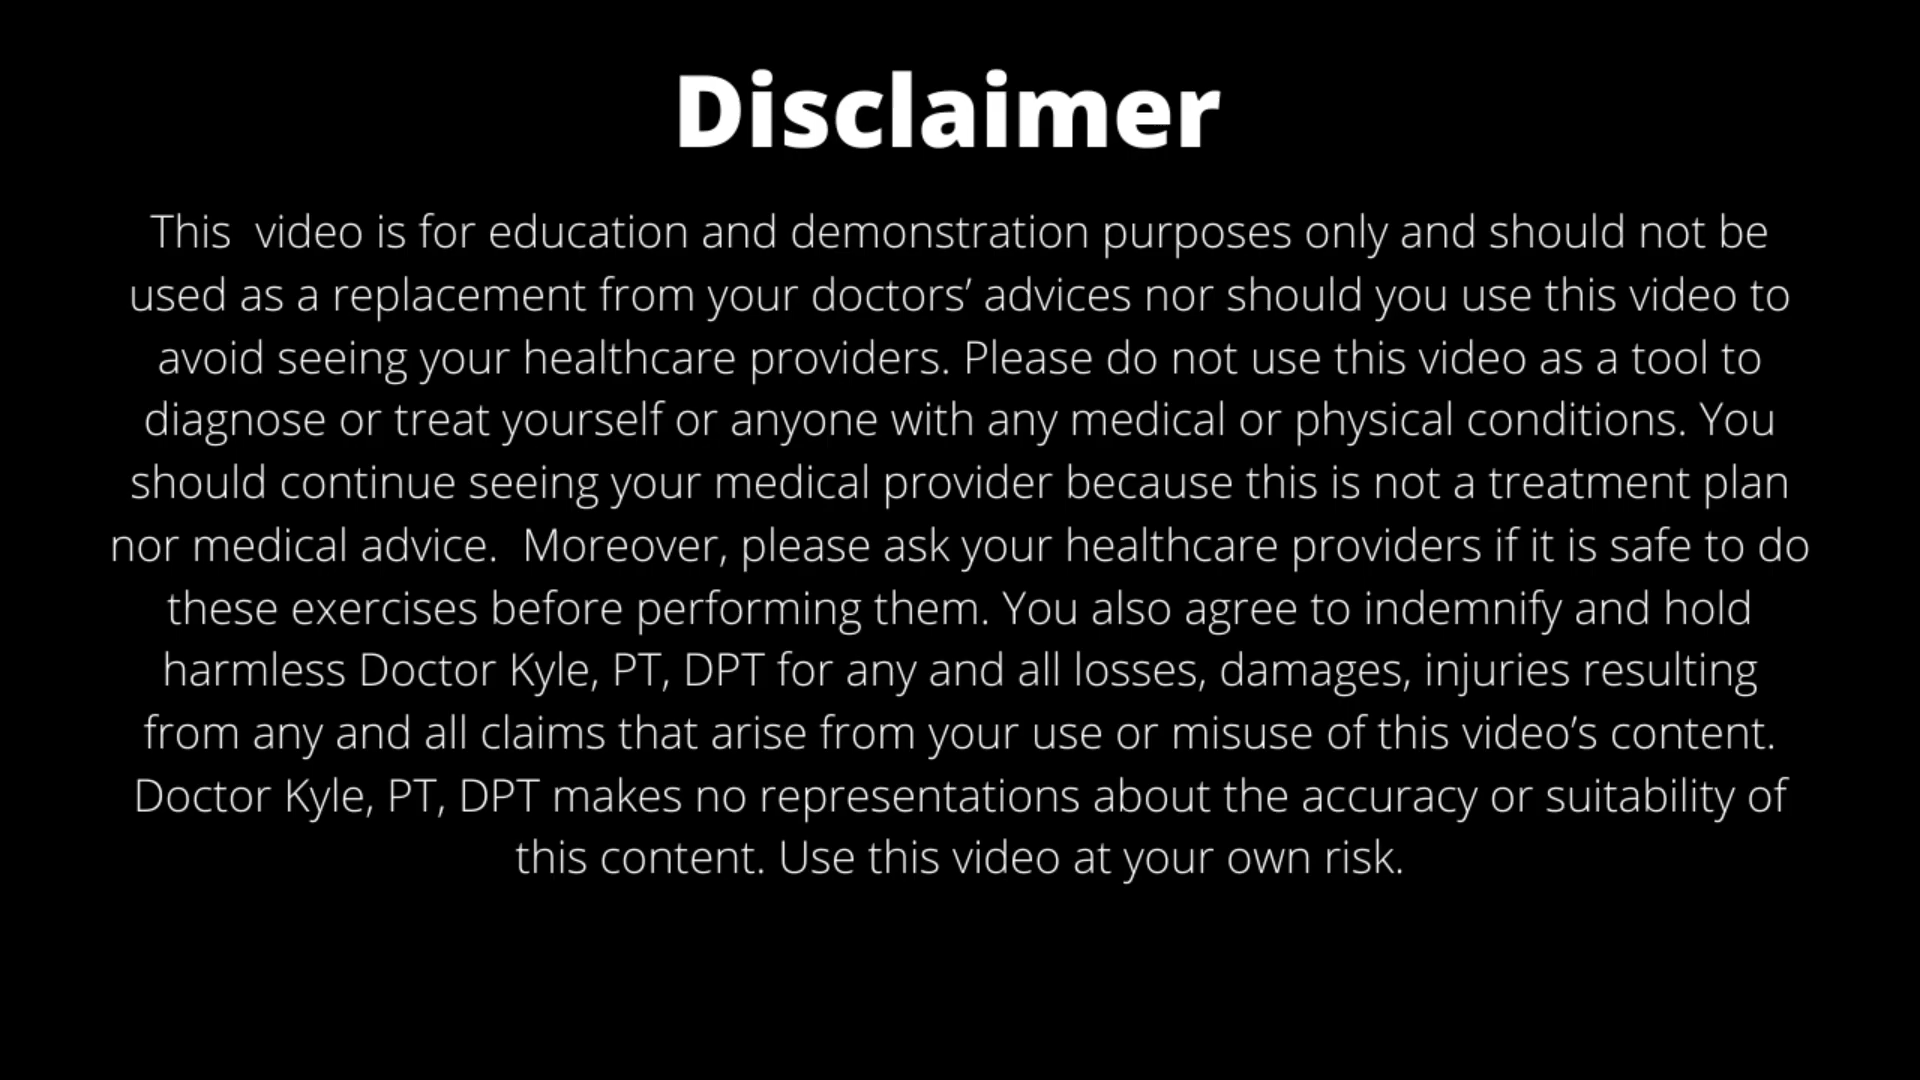 Disclaimer
This  video is for education and demonstration purposes only and should not be
used as a replacement from your doctors’ advices nor should you use this video to
avoid seeing your healthcare providers. Please do not use this video as a tool to
diagnose or treat yourself or anyone with any medical or physical conditions. You
should continue seeing your medical provider because this is not a treatment plan
nor medical advice.  Moreover, please ask your healthcare providers if it is safe to do
these exercises before performing them. You also agree to indemnify and hold
harmless Doctor Kyle, PT, DPT for any and all losses, damages, injuries resulting
from any and all claims that arise from your use or misuse of this video’s content.
Doctor Kyle, PT, DPT makes no representations about the accuracy or suitability of
this content. Use this video at your own risk.